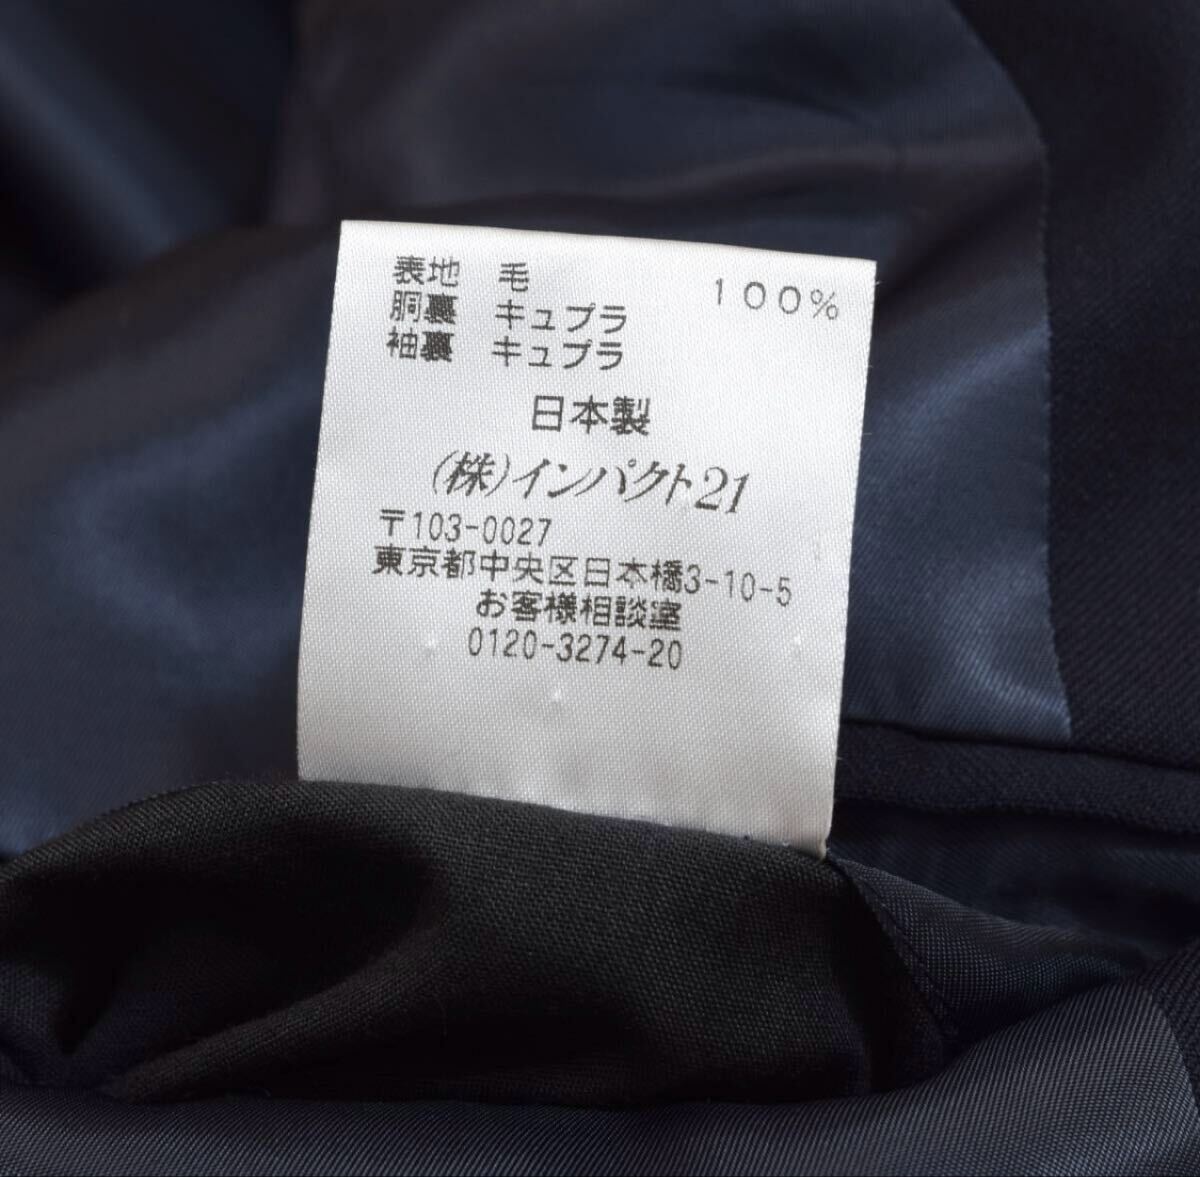 表地 毛 100%
胴裏 キュプラ
袖裏 キュプラ
日本製
(株)インパクト21
〒103-0027
東京都中央区日本橋3-10-5
お客様相談室
0120-3274-20